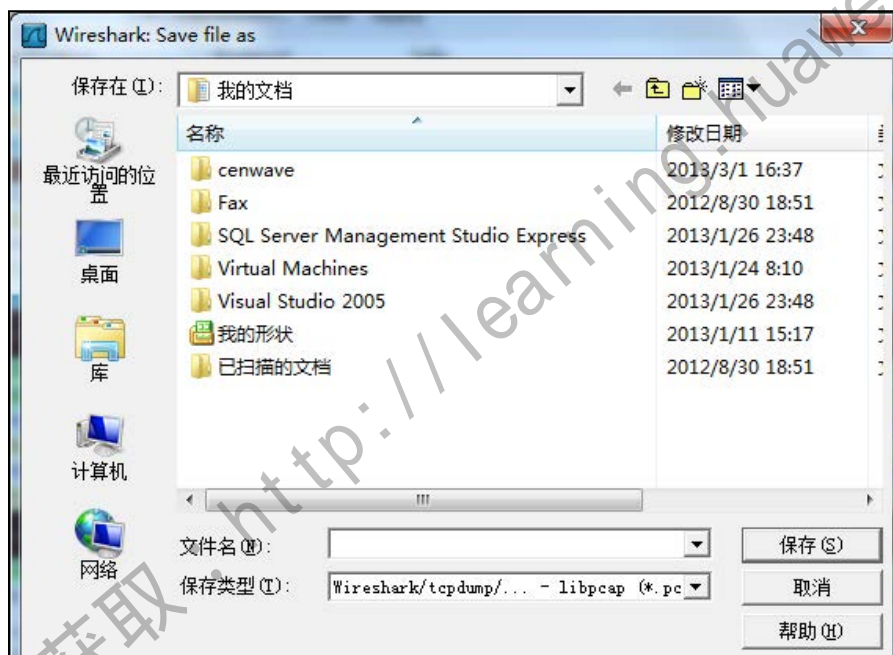 Wireshark: Save file as
保存在(I):
我的文档
名称
修改日期
最近访问的位置
桌面
库
计算机
网络
cenwave
2013/3/1 16:37
Fax
2012/8/30 18:51
SQL Server Management Studio Express
2013/1/26 23:48
Virtual Machines
2013/1/24 8:10
Visual Studio 2005
2013/1/26 23:48
我的形状
2013/1/11 15:17
已扫描的文档
2012/8/30 18:51
文件名(N):
保存(S)
保存类型(T):
Wireshark/tcpdump/... - libpcap (*.pc
取消
帮助(H)
获取:http://learning.huawe